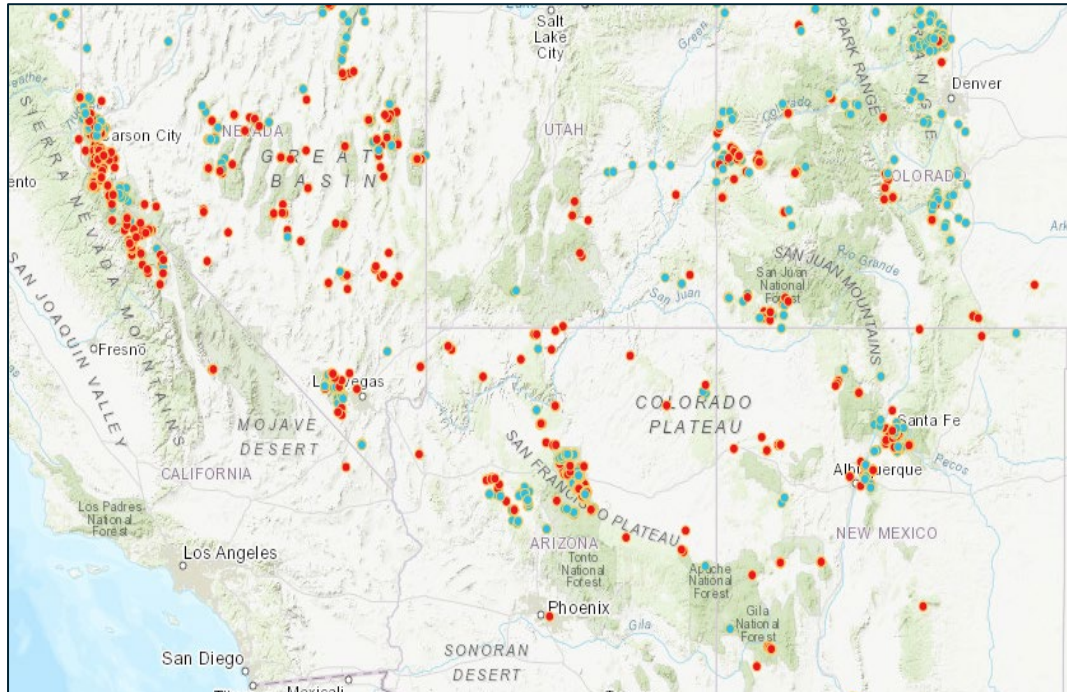 Salt
Lake
City
Green
PARK RANGE
Denver
Colorado
Carson City
NEVADA
GREAT
BASIN
UTAH
COLORADO
SIERRA NEVADA MOUNTAINS
SAN JOAQUIN VALLEY
Fresno
SAN JUAN MOUNTAINS
Rio Grande
San Juan
National
Forest
San Juan
MOJAVE
DESERT
COLORADO
PLATEAU
Santa Fe
Pecos
Albuquerque
CALIFORNIA
SAN FRANCISCO PLATEAU
Los Padres
National
Forest
Los Angeles
ARIZONA
NEW MEXICO
Tonto
National
Forest
Apache
National
Forest
Gila
National
Forest
Phoenix
Gila
San Diego
SONORAN
DESERT
Mexicali